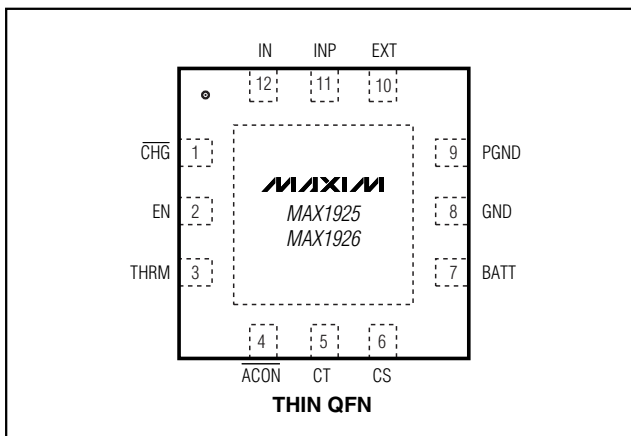 IN INP EXT
12 11 10
CHG 1 9 PGND
MAXIM
EN 2 MAX1925 8 GND
MAX1926
THRM 3 7 BATT
4 5 6
ACON CT CS
THIN QFN